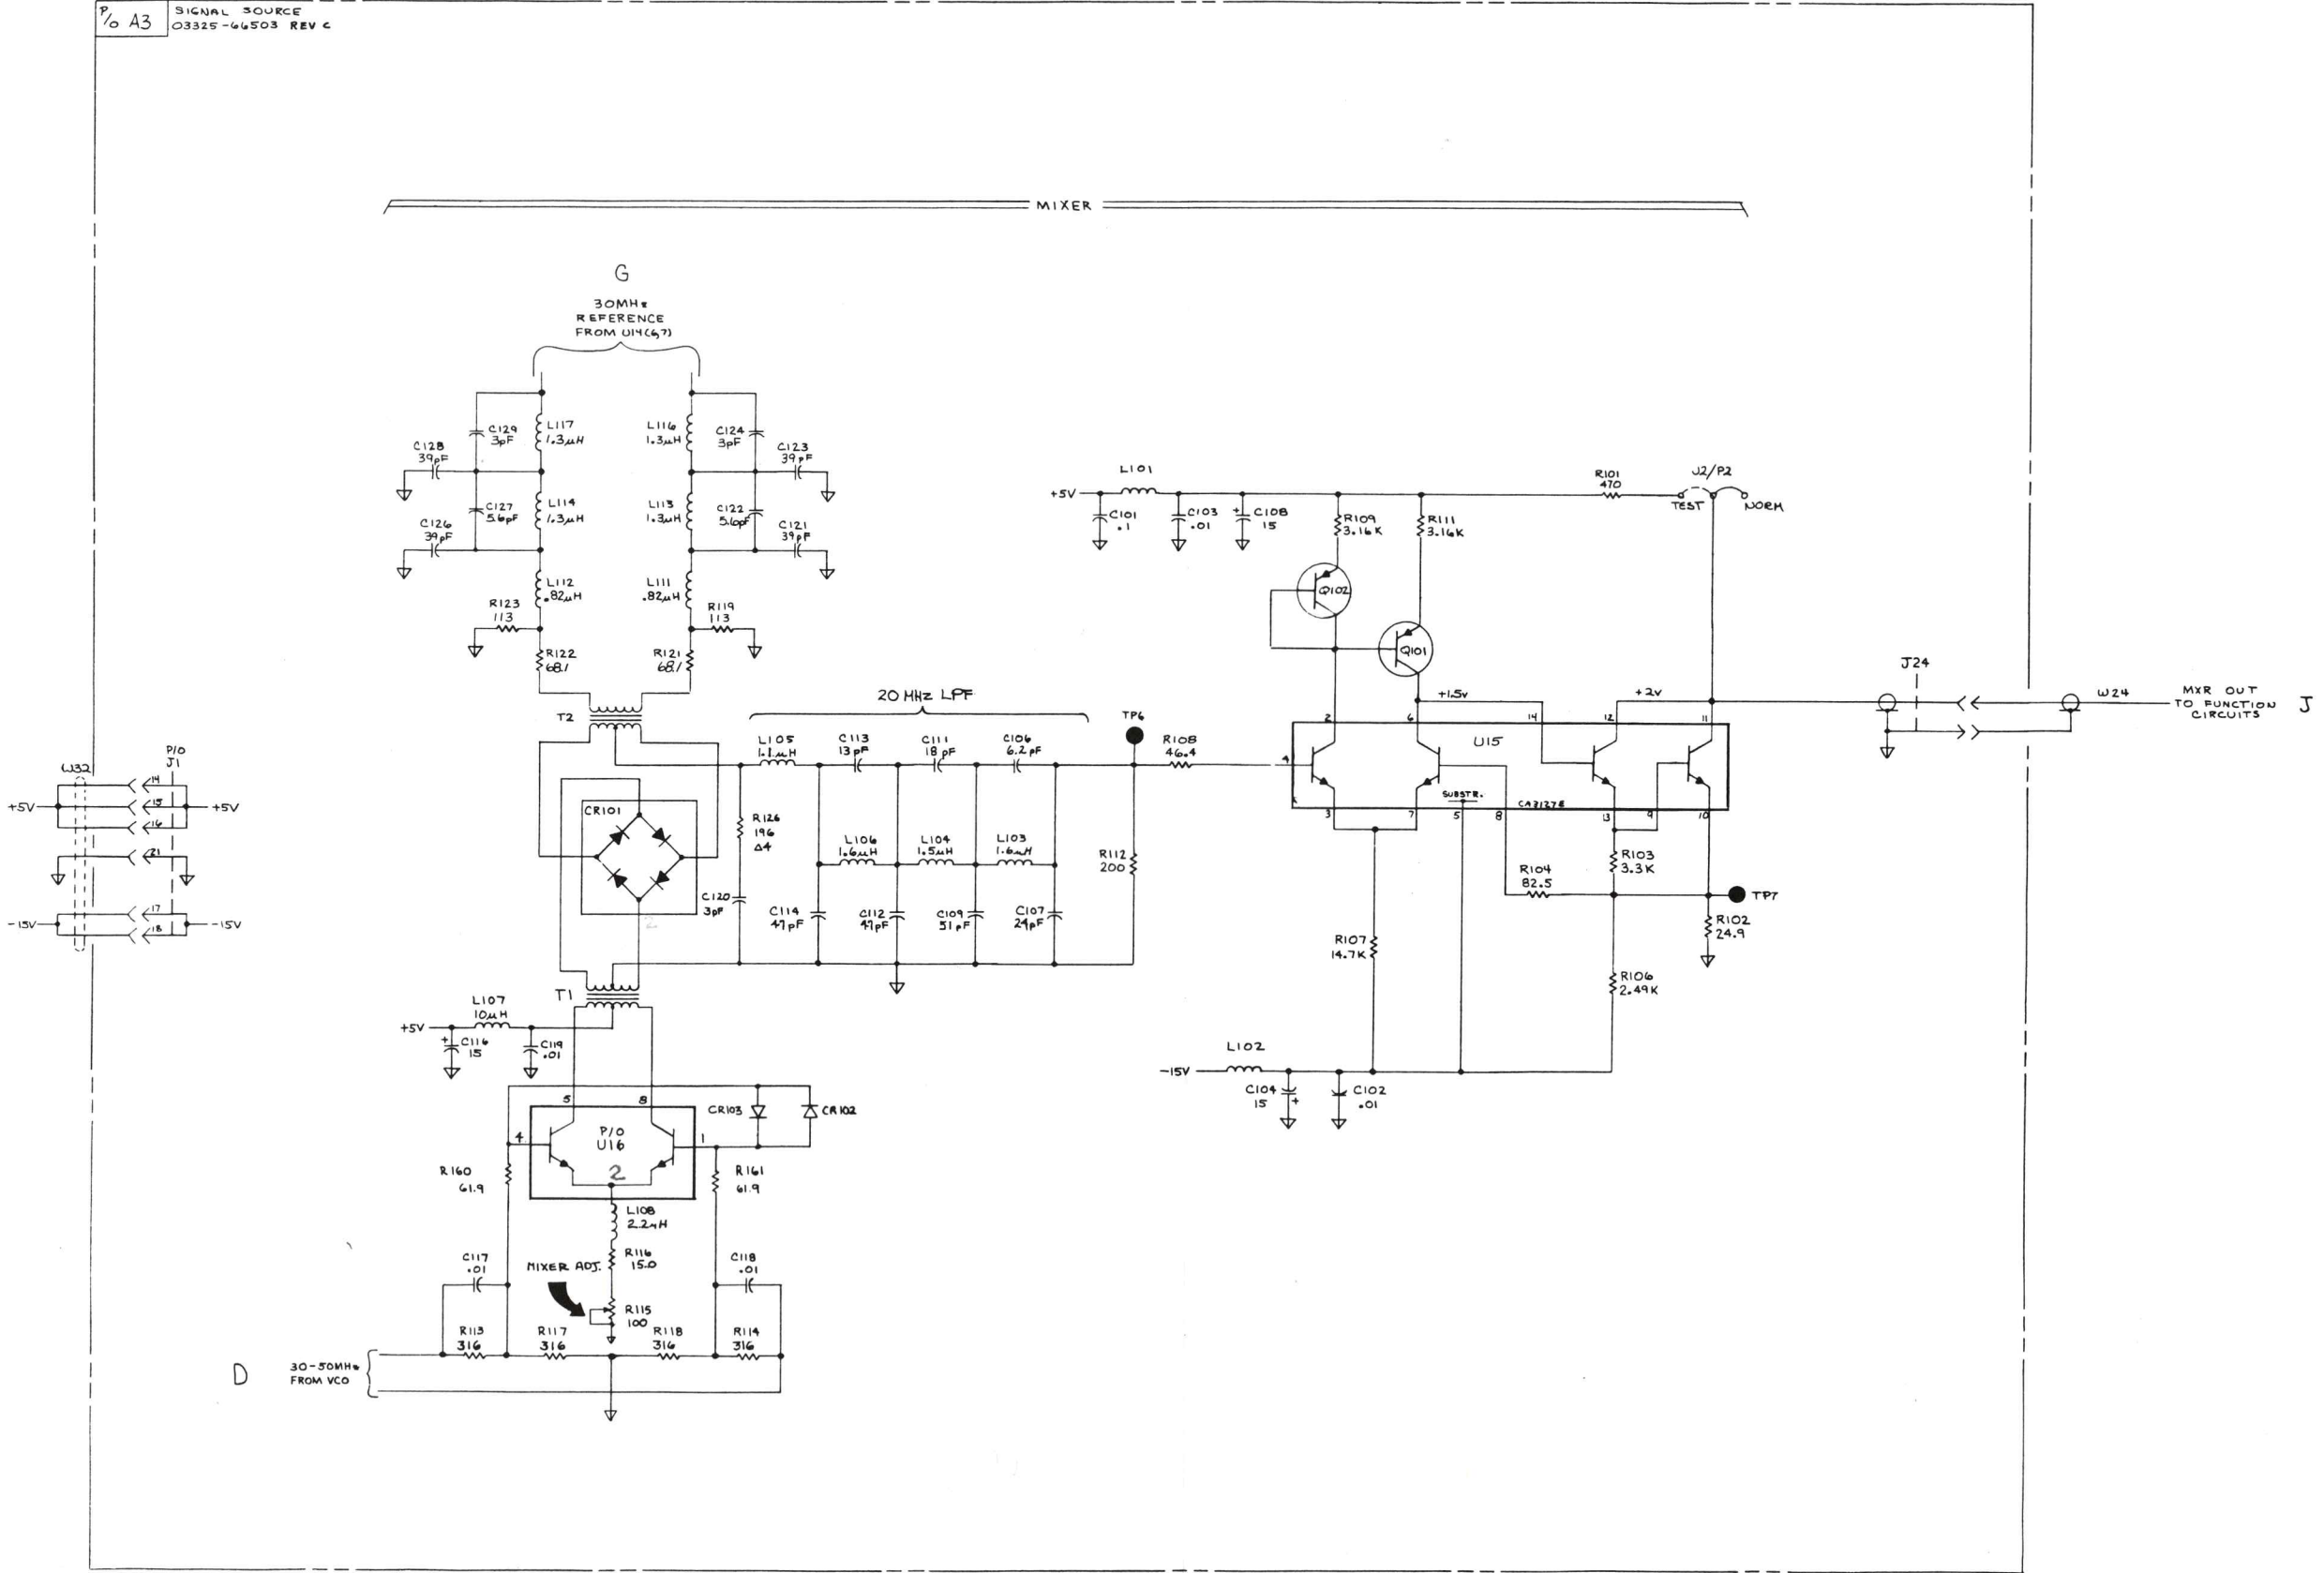 P/O A3
SIGNAL SOURCE
03325-66503 REV C
MIXER
G
30MHz
REFERENCE
FROM U14(6,7)
C129
3pF
L117
1.3µH
L116
1.3µH
C124
3pF
C128
39pF
C123
39pF
C127
5.6pF
L114
1.3µH
L113
1.3µH
C122
5.6pF
C126
39pF
C121
39pF
L112
.82µH
L111
.82µH
R123
113
R119
113
R122
68.1
R121
68.1
T2
20 MHz LPF
L105
1.1µH
C113
13pF
C111
18pF
C106
6.2pF
TP6
R108
46.4
CR101
R126
196
Δ4
L106
1.6µH
L104
1.5µH
L103
1.6µH
R112
200
C120
3pF
C114
47pF
C112
47pF
C109
51pF
C107
24pF
2
T1
L107
10µH
+5V
C116
15
+
C119
.01
5
8
CR103
CR102
4
P/O
U16
1
2
R160
61.9
R161
61.9
L108
2.2µH
C117
.01
MIXER ADJ.
R116
15.0
C118
.01
R115
100
R113
316
R117
316
R118
316
R114
316
D
30-50MHz
FROM VCO
W32
P/O
J1
14
+5V
15
+5V
16
21
17
-15V
18
-15V
+5V
L101
C101
.1
C103
.01
+
C108
15
R109
3.16K
R111
3.16K
R101
470
J2/P2
TEST
NORM
Q102
Q101
+1.5V
+2V
2
6
14
12
11
U15
4
SUBSTR.
CA3127E
3
7
5
8
13
9
10
R104
82.5
R103
3.3K
TP7
R102
24.9
R107
14.7K
R106
2.49K
L102
-15V
C104
15
+
C102
.01
J24
W24
MXR OUT
TO FUNCTION
CIRCUITS
J